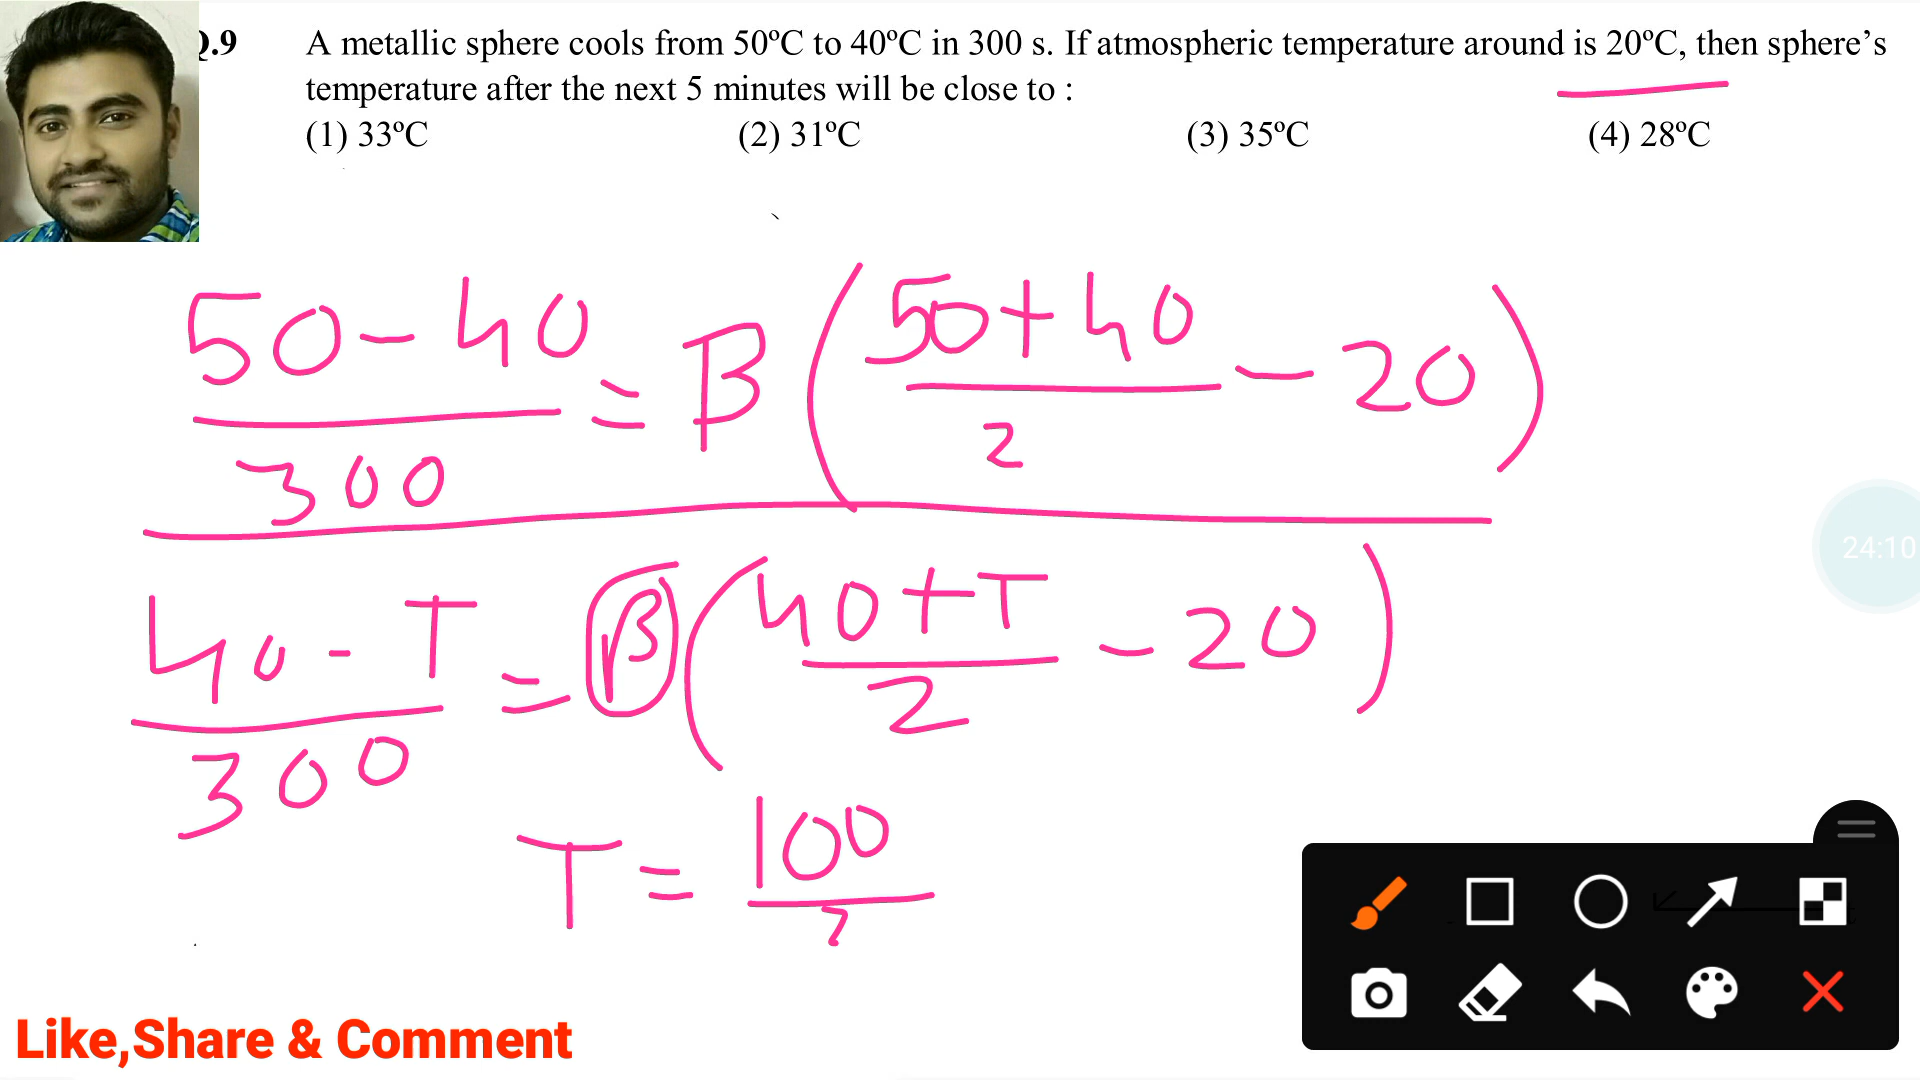 Q.9 A metallic sphere cools from 50ºC to 40ºC in 300 s. If atmospheric temperature around is 20ºC, then sphere’s
temperature after the next 5 minutes will be close to :
(1) 33ºC (2) 31ºC (3) 35ºC (4) 28ºC
50-40
300
= β
(
50+40
2
- 20)
40-T
300
= β
(
40+T
2
- 20)
T =
100
3
24:10
Like,Share & Comment